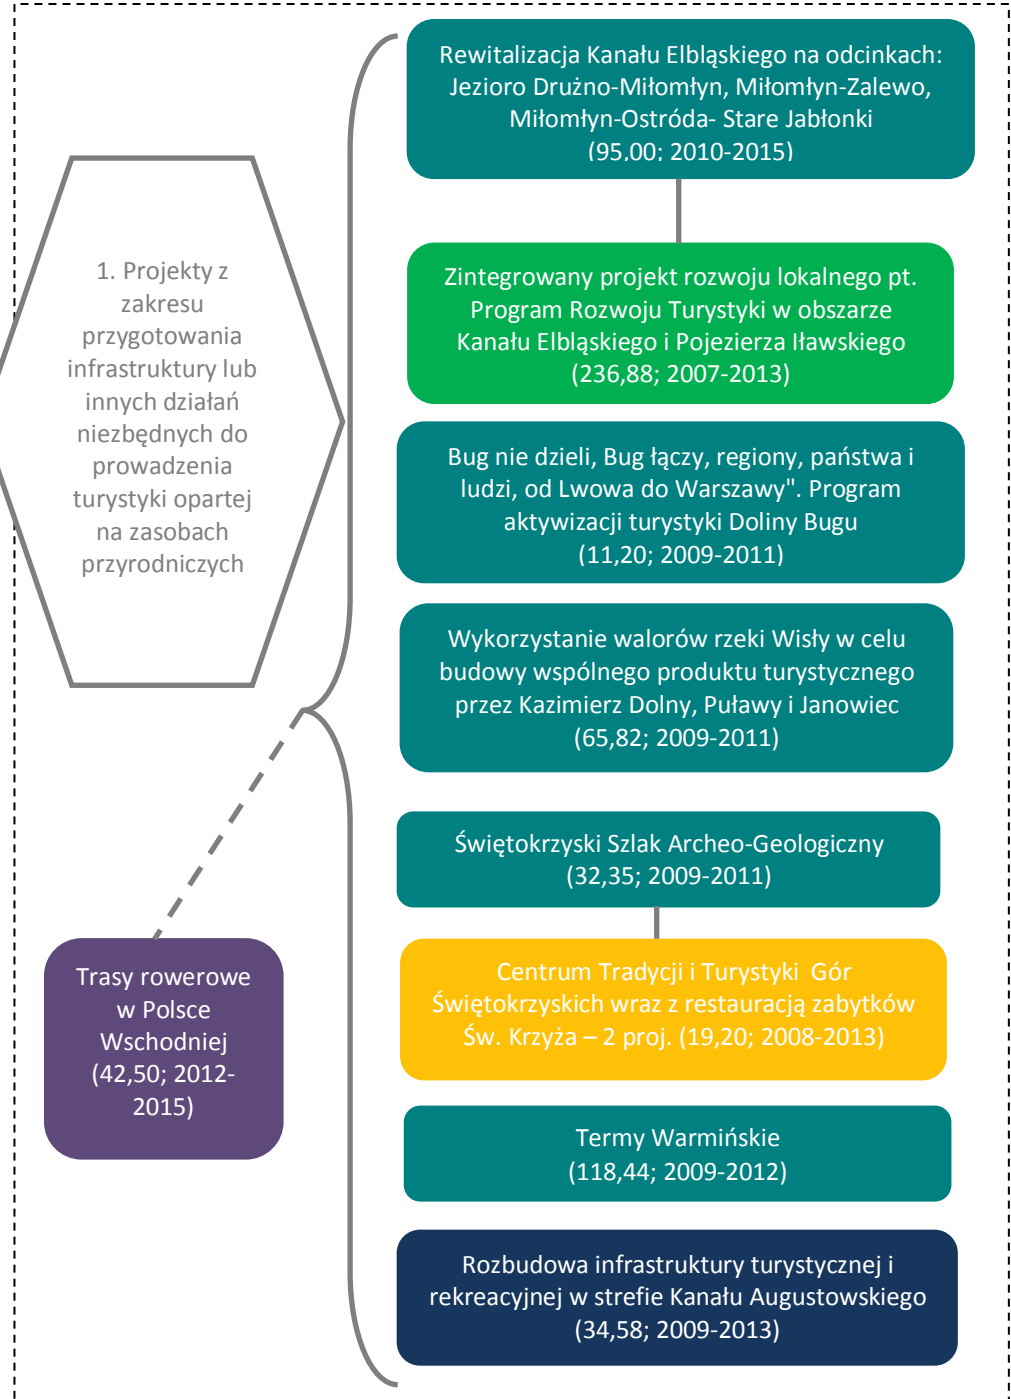 Rewitalizacja Kanału Elbląskiego na odcinkach:
Jezioro Drużno-Miłomłyn, Miłomłyn-Zalewo,
Miłomłyn-Ostróda- Stare Jabłonki
(95,00; 2010-2015)
1. Projekty z
zakresu
przygotowania
infrastruktury lub
innych działań
niezbędnych do
prowadzenia
turystyki opartej
na zasobach
przyrodniczych
Zintegrowany projekt rozwoju lokalnego pt.
Program Rozwoju Turystyki w obszarze
Kanału Elbląskiego i Pojezierza Iławskiego
(236,88; 2007-2013)
Bug nie dzieli, Bug łączy, regiony, państwa i
ludzi, od Lwowa do Warszawy". Program
aktywizacji turystyki Doliny Bugu
(11,20; 2009-2011)
Wykorzystanie walorów rzeki Wisły w celu
budowy wspólnego produktu turystycznego
przez Kazimierz Dolny, Puławy i Janowiec
(65,82; 2009-2011)
Świętokrzyski Szlak Archeo-Geologiczny
(32,35; 2009-2011)
Trasy rowerowe
w Polsce
Wschodniej
(42,50; 2012-
2015)
Centrum Tradycji i Turystyki Gór
Świętokrzyskich wraz z restauracją zabytków
Św. Krzyża – 2 proj. (19,20; 2008-2013)
Termy Warmińskie
(118,44; 2009-2012)
Rozbudowa infrastruktury turystycznej i
rekreacyjnej w strefie Kanału Augustowskiego
(34,58; 2009-2013)